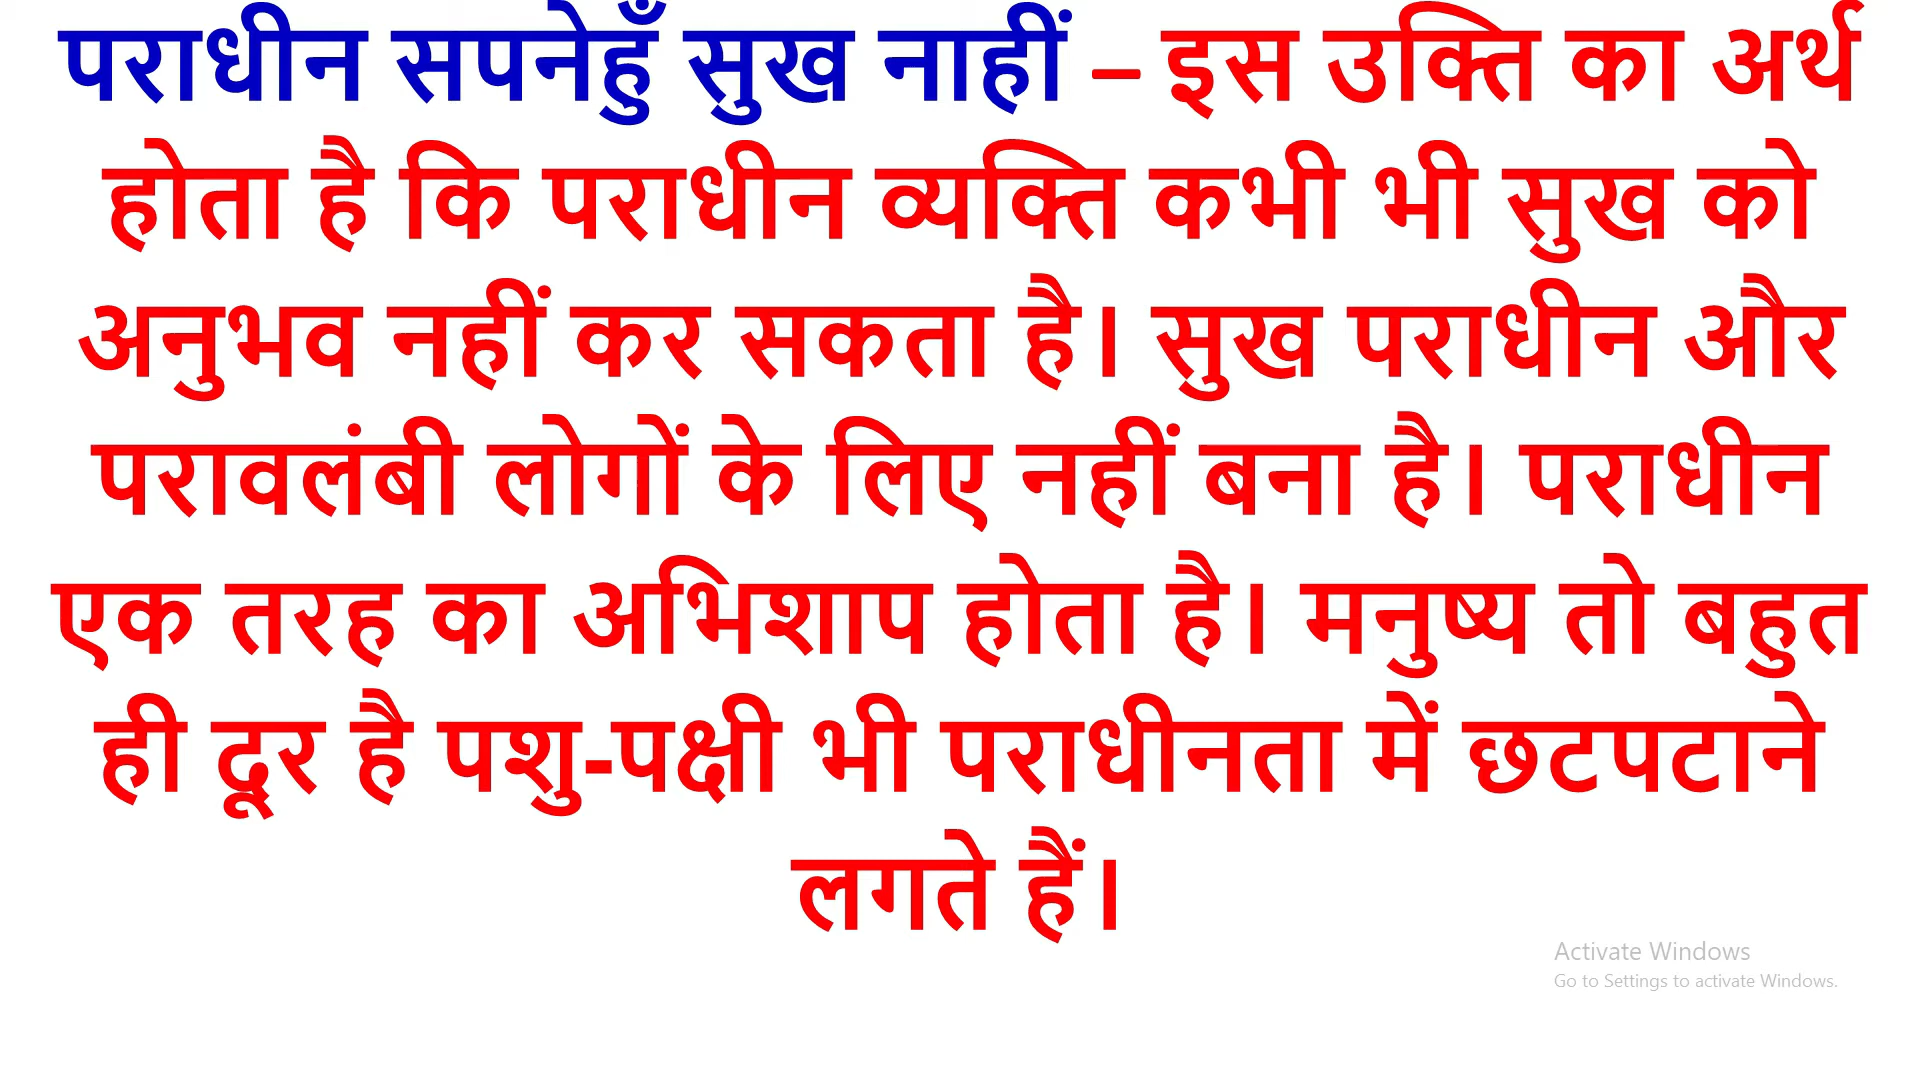 पराधीन सपनेहुँ सुख नाहीं – इस उक्ति का अर्थ
होता है कि पराधीन व्यक्ति कभी भी सुख को
अनुभव नहीं कर सकता है। सुख पराधीन और
परावलंबी लोगों के लिए नहीं बना है। पराधीन
एक तरह का अभिशाप होता है। मनुष्य तो बहुत
ही दूर है पशु-पक्षी भी पराधीनता में छटपटाने
लगते हैं।
Activate Windows
Go to Settings to activate Windows.